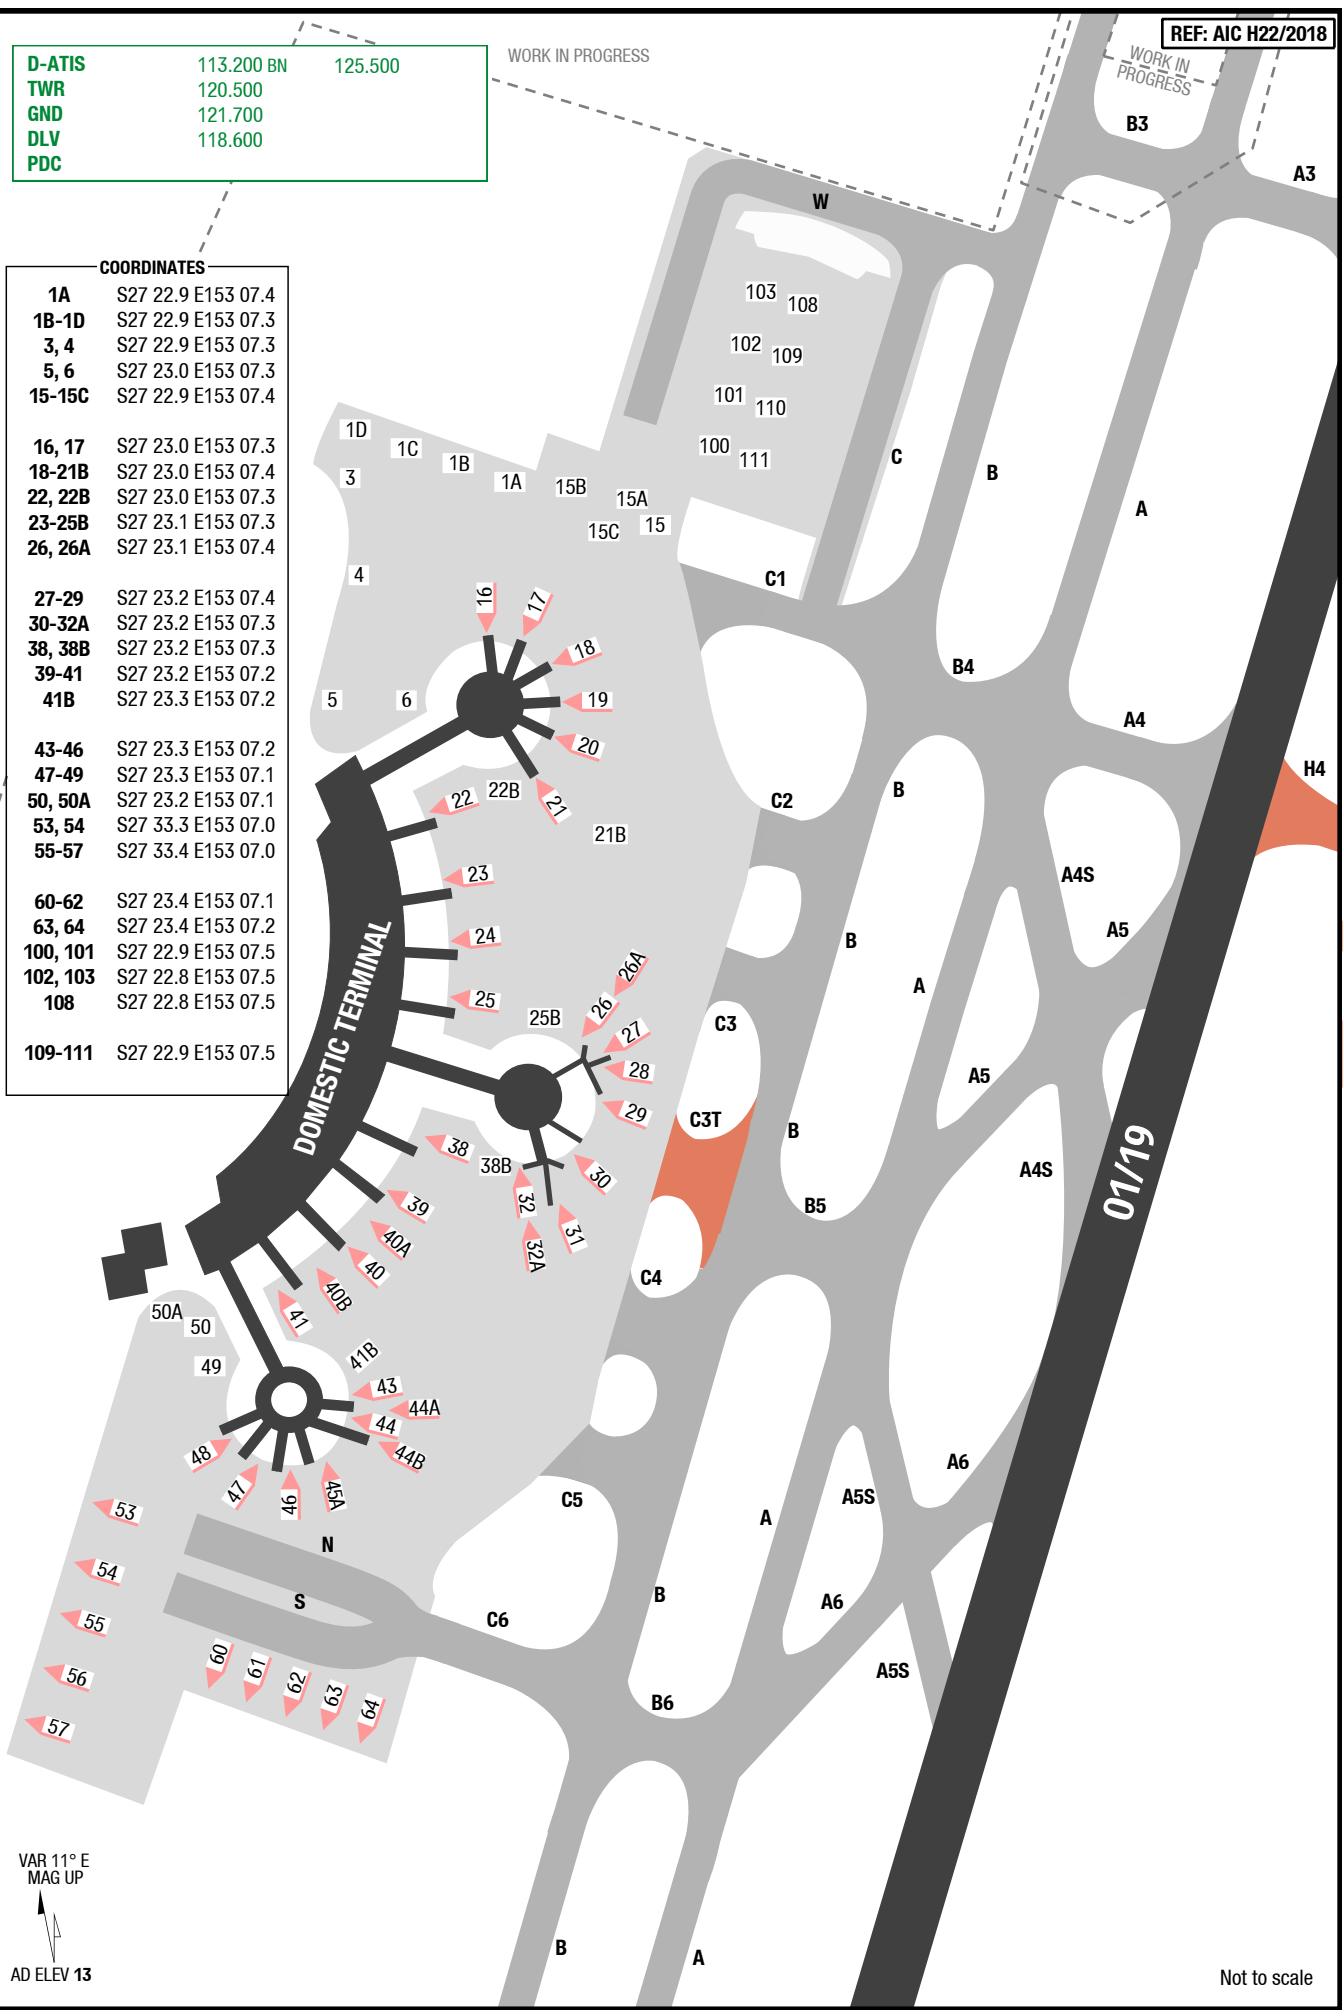 REF: AIC H22/2018
D-ATIS 113.200 BN 125.500
TWR 120.500
GND 121.700
DLV 118.600
PDC
WORK IN PROGRESS
WORK IN
PROGRESS
B3
A3
W
COORDINATES
1A S27 22.9 E153 07.4
1B-1D S27 22.9 E153 07.3
3, 4 S27 22.9 E153 07.3
5, 6 S27 23.0 E153 07.3
15-15C S27 22.9 E153 07.4
16, 17 S27 23.0 E153 07.3
18-21B S27 23.0 E153 07.4
22, 22B S27 23.0 E153 07.3
23-25B S27 23.1 E153 07.3
26, 26A S27 23.1 E153 07.4
27-29 S27 23.2 E153 07.4
30-32A S27 23.2 E153 07.3
38, 38B S27 23.2 E153 07.3
39-41 S27 23.2 E153 07.2
41B S27 23.3 E153 07.2
43-46 S27 23.3 E153 07.2
47-49 S27 23.3 E153 07.1
50, 50A S27 23.2 E153 07.1
53, 54 S27 33.3 E153 07.0
55-57 S27 33.4 E153 07.0
60-62 S27 23.4 E153 07.1
63, 64 S27 23.4 E153 07.2
100, 101 S27 22.9 E153 07.5
102, 103 S27 22.8 E153 07.5
108 S27 22.8 E153 07.5
109-111 S27 22.9 E153 07.5
103
108
102
109
101
110
100
111
1D
1C
1B
1A
15B
15A
15C
15
3
4
5
6
C
B
A
C1
16
17
18
19
20
21
B4
A4
H4
22
22B
21B
C2
B
23
24
25
A4S
A5
B
A
26A
26
25B
27
28
29
C3
C3T
B
A5
DOMESTIC TERMINAL
38
38B
30
32
31
32A
39
40A
40
40B
41
A4S
01/19
B5
C4
50A
50
49
41B
43
44A
44
44B
48
47
46
45A
A6
53
54
55
56
57
N
S
C5
C6
A
A5S
B
A6
60
61
62
63
64
A5S
B6
VAR 11° E
MAG UP
AD ELEV 13
B
A
Not to scale